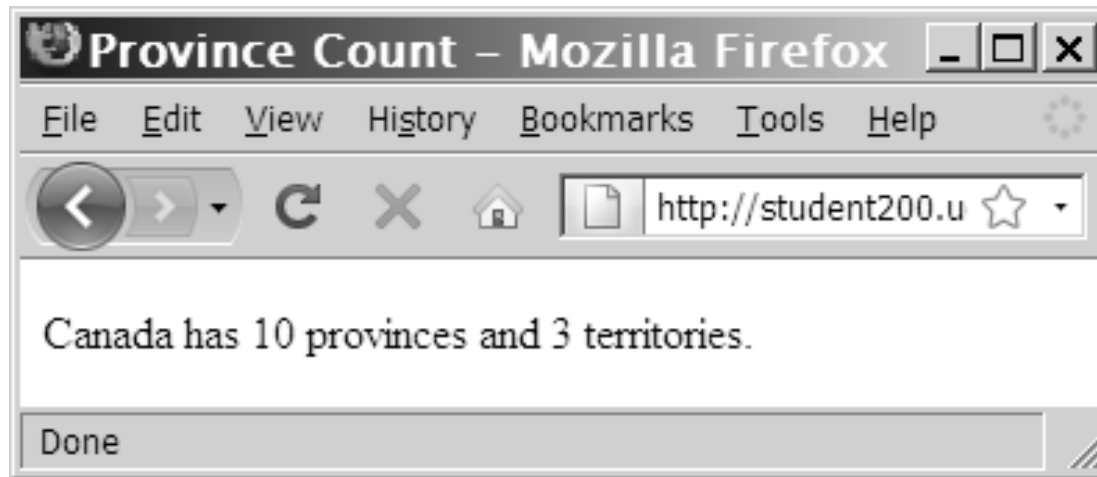 Province Count – Mozilla Firefox
File Edit View History Bookmarks Tools Help
http://student200.u
Canada has 10 provinces and 3 territories.
Done